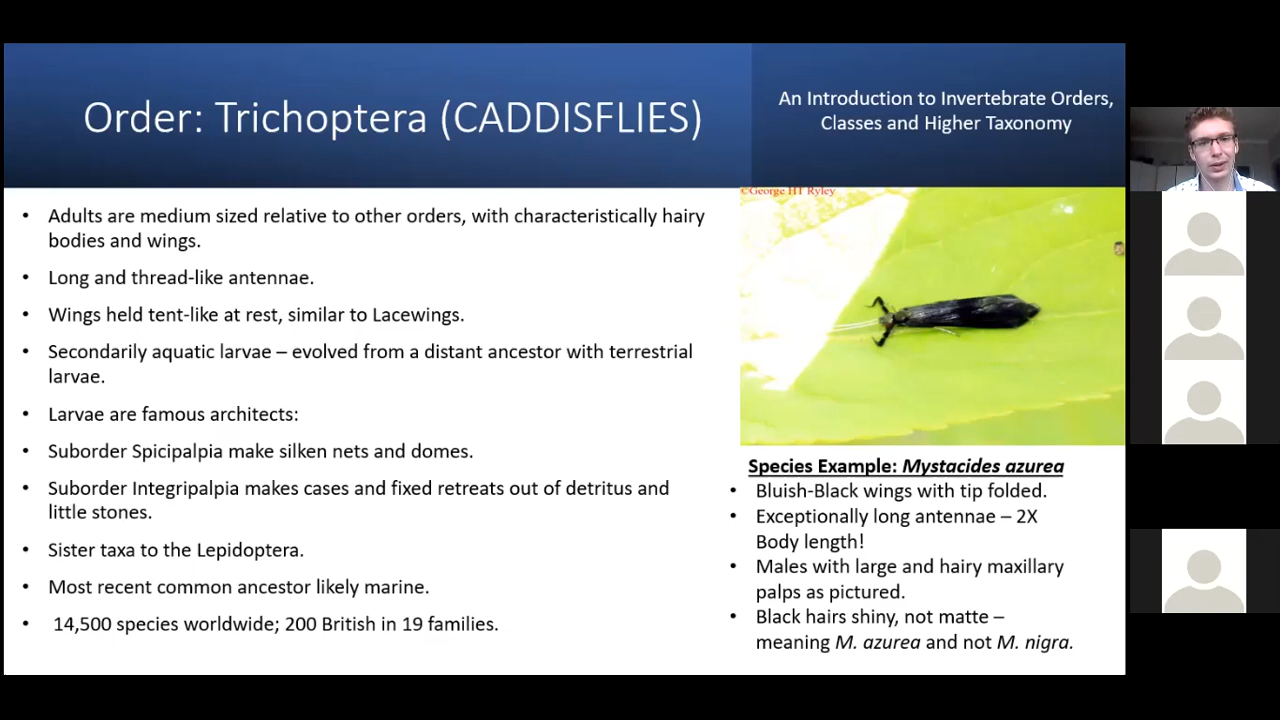 Order: Trichoptera (CADDISFLIES)
An Introduction to Invertebrate Orders,
Classes and Higher Taxonomy
• Adults are medium sized relative to other orders, with characteristically hairy
bodies and wings.
• Long and thread-like antennae.
• Wings held tent-like at rest, similar to Lacewings.
• Secondarily aquatic larvae – evolved from a distant ancestor with terrestrial
larvae.
• Larvae are famous architects:
• Suborder Spicipalpia make silken nets and domes.
• Suborder Integripalpia makes cases and fixed retreats out of detritus and
little stones.
• Sister taxa to the Lepidoptera.
• Most recent common ancestor likely marine.
• 14,500 species worldwide; 200 British in 19 families.
©George HT Ryley
Species Example: Mystacides azurea
• Bluish-Black wings with tip folded.
• Exceptionally long antennae – 2X
Body length!
• Males with large and hairy maxillary
palps as pictured.
• Black hairs shiny, not matte –
meaning M. azurea and not M. nigra.